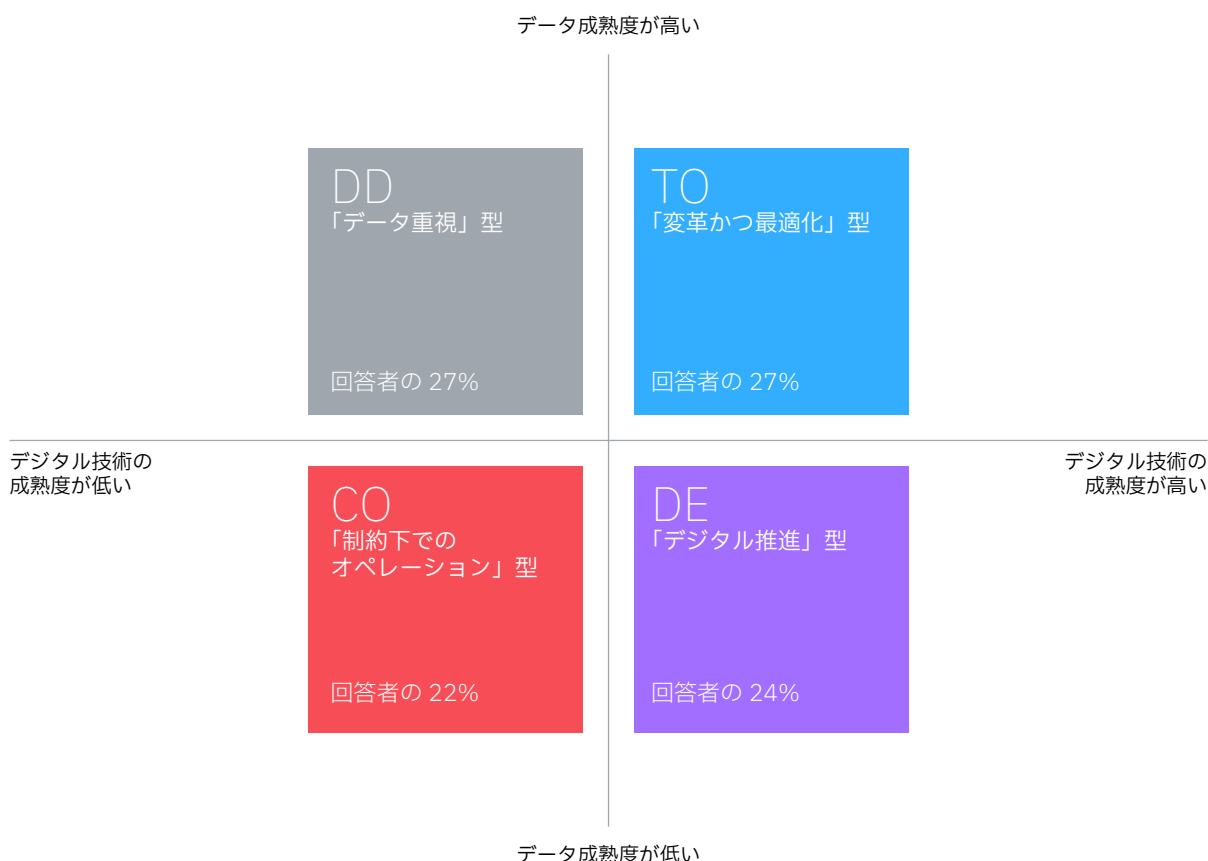 データ成熟度が高い
DD
「データ重視」型
回答者の 27%
TO
「変革かつ最適化」型
回答者の 27%
デジタル技術の
成熟度が低い
デジタル技術の
成熟度が高い
CO
「制約下での
オペレーション」型
回答者の 22%
DE
「デジタル推進」型
回答者の 24%
データ成熟度が低い